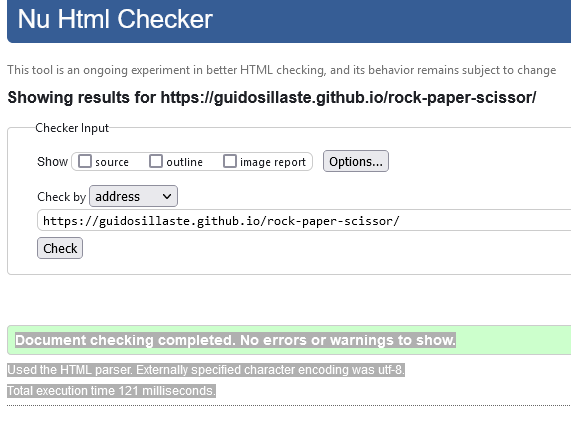 Nu Html Checker
This tool is an ongoing experiment in better HTML checking, and its behavior remains subject to change
Showing results for https://guidosillaste.github.io/rock-paper-scissor/
Checker Input
Show source outline image report Options...
Check by address
https://guidosillaste.github.io/rock-paper-scissor/
Check
Document checking completed. No errors or warnings to show.
Used the HTML parser. Externally specified character encoding was utf-8.
Total execution time 121 milliseconds.